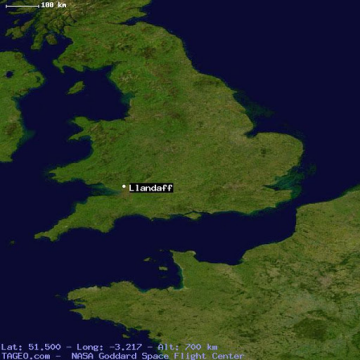 100 km
Llandaff
Lat: 51.500 - Long: -3.217 - Alt: 700 km
TAGEO.com - NASA Goddard Space Flight Center